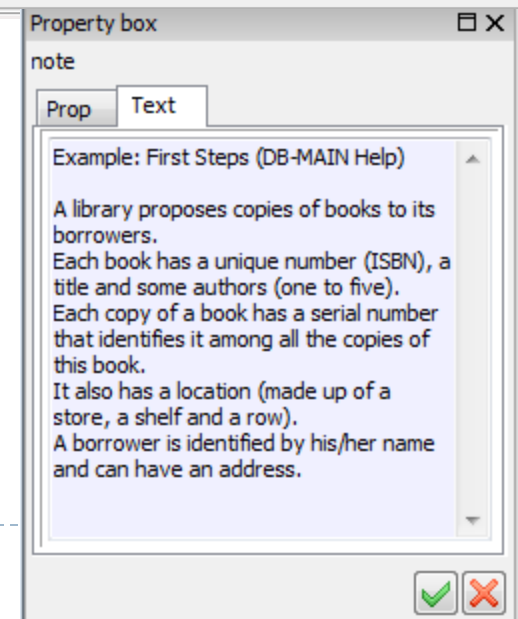 Property box
note
Prop
Text
Example: First Steps (DB-MAIN Help)
A library proposes copies of books to its
borrowers.
Each book has a unique number (ISBN), a
title and some authors (one to five).
Each copy of a book has a serial number
that identifies it among all the copies of
this book.
It also has a location (made up of a
store, a shelf and a row).
A borrower is identified by his/her name
and can have an address.